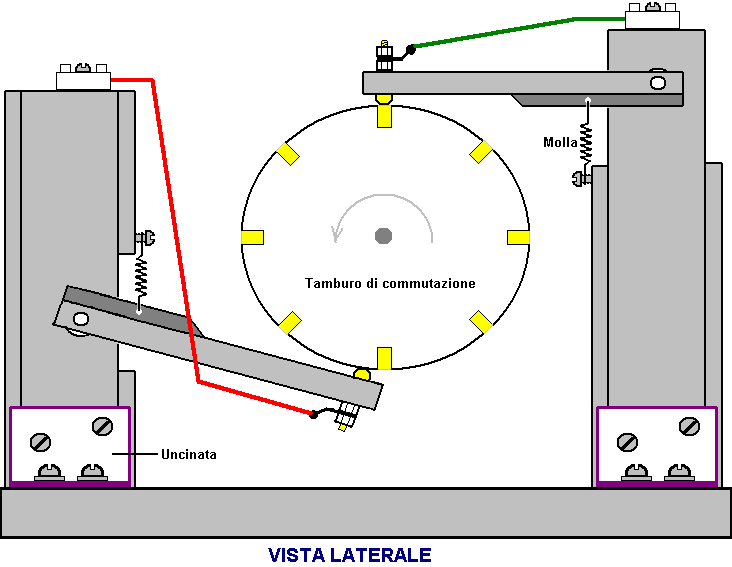 Molla
Tamburo di commutazione
Uncinata
VISTA LATERALE